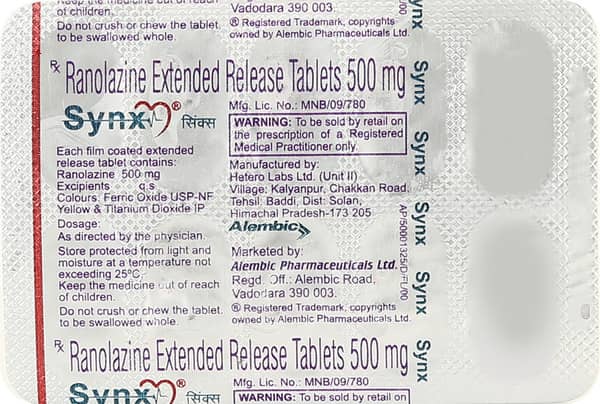 of children.
Do not crush or chew the tablet
to be swallowed whole.
Vadodara 390 003.
® Registered Trademark, copyrights
owned by Alembic Pharmaceuticals Ltd.
Rx Ranolazine Extended Release Tablets 500 mg
Synx® सिंक्स
Each film coated extended
release tablet contains:
Ranolazine 500 mg
Excipients q.s
Colours: Ferric Oxide USP-NF
Yellow & Titanium Dioxide IP
Dosage:
As directed by the physician.
Store protected from light and
moisture at a temperature not
exceeding 25°C.
Keep the medicine out of reach
of children.
Do not crush or chew the tablet
to be swallowed whole.
Mfg. Lic. No.: MNB/09/780
WARNING: To be sold by retail on
the prescription of a Registered
Medical Practitioner only.
Manufactured by:
Hetero Labs Ltd. (Unit II)
Village: Kalyanpur, Chakkan Road,
Tehsil: Baddi, Dist: Solan,
Himachal Pradesh-173 205
Alembic
Marketed by:
Alembic Pharmaceuticals Ltd.
Regd. Off.: Alembic Road,
Vadodara 390 003.
® Registered Trademark, copyrights
owned by Alembic Pharmaceuticals Ltd.
Rx Ranolazine Extended Release Tablets 500 mg
Synx® सिंक्स
Mfg. Lic. No.: MNB/09/780
WARNING: To be sold by retail on
Synx
Synx
Synx
Synx
Synx
Synx